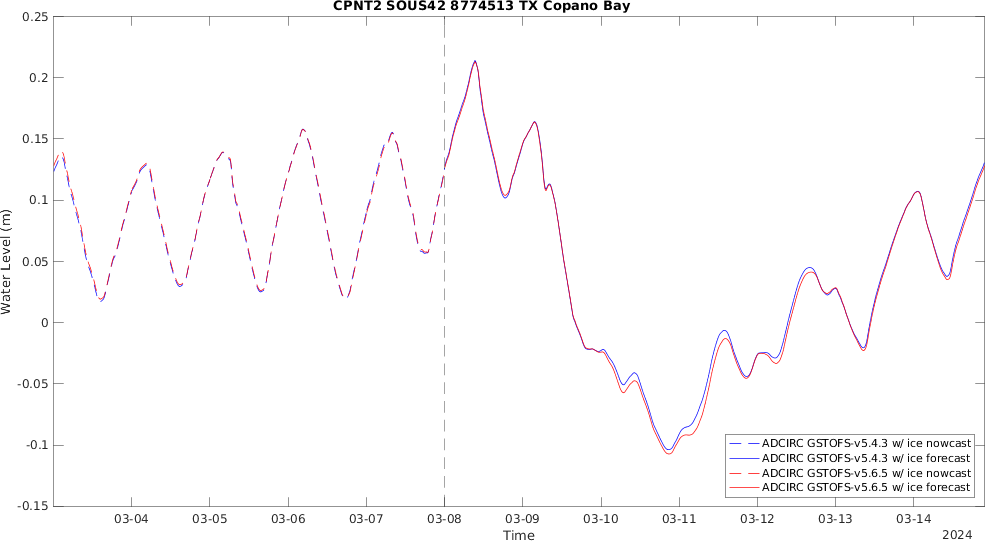 CPNT2 SOUS42 8774513 TX Copano Bay
0.25
0.2
0.15
0.1
0.05
0
-0.05
-0.1
-0.15
Water Level (m)
03-04 03-05 03-06 03-07 03-08 03-09 03-10 03-11 03-12 03-13 03-14
Time
2024
ADCIRC GSTOFS-v5.4.3 w/ ice nowcast
ADCIRC GSTOFS-v5.4.3 w/ ice forecast
ADCIRC GSTOFS-v5.6.5 w/ ice nowcast
ADCIRC GSTOFS-v5.6.5 w/ ice forecast